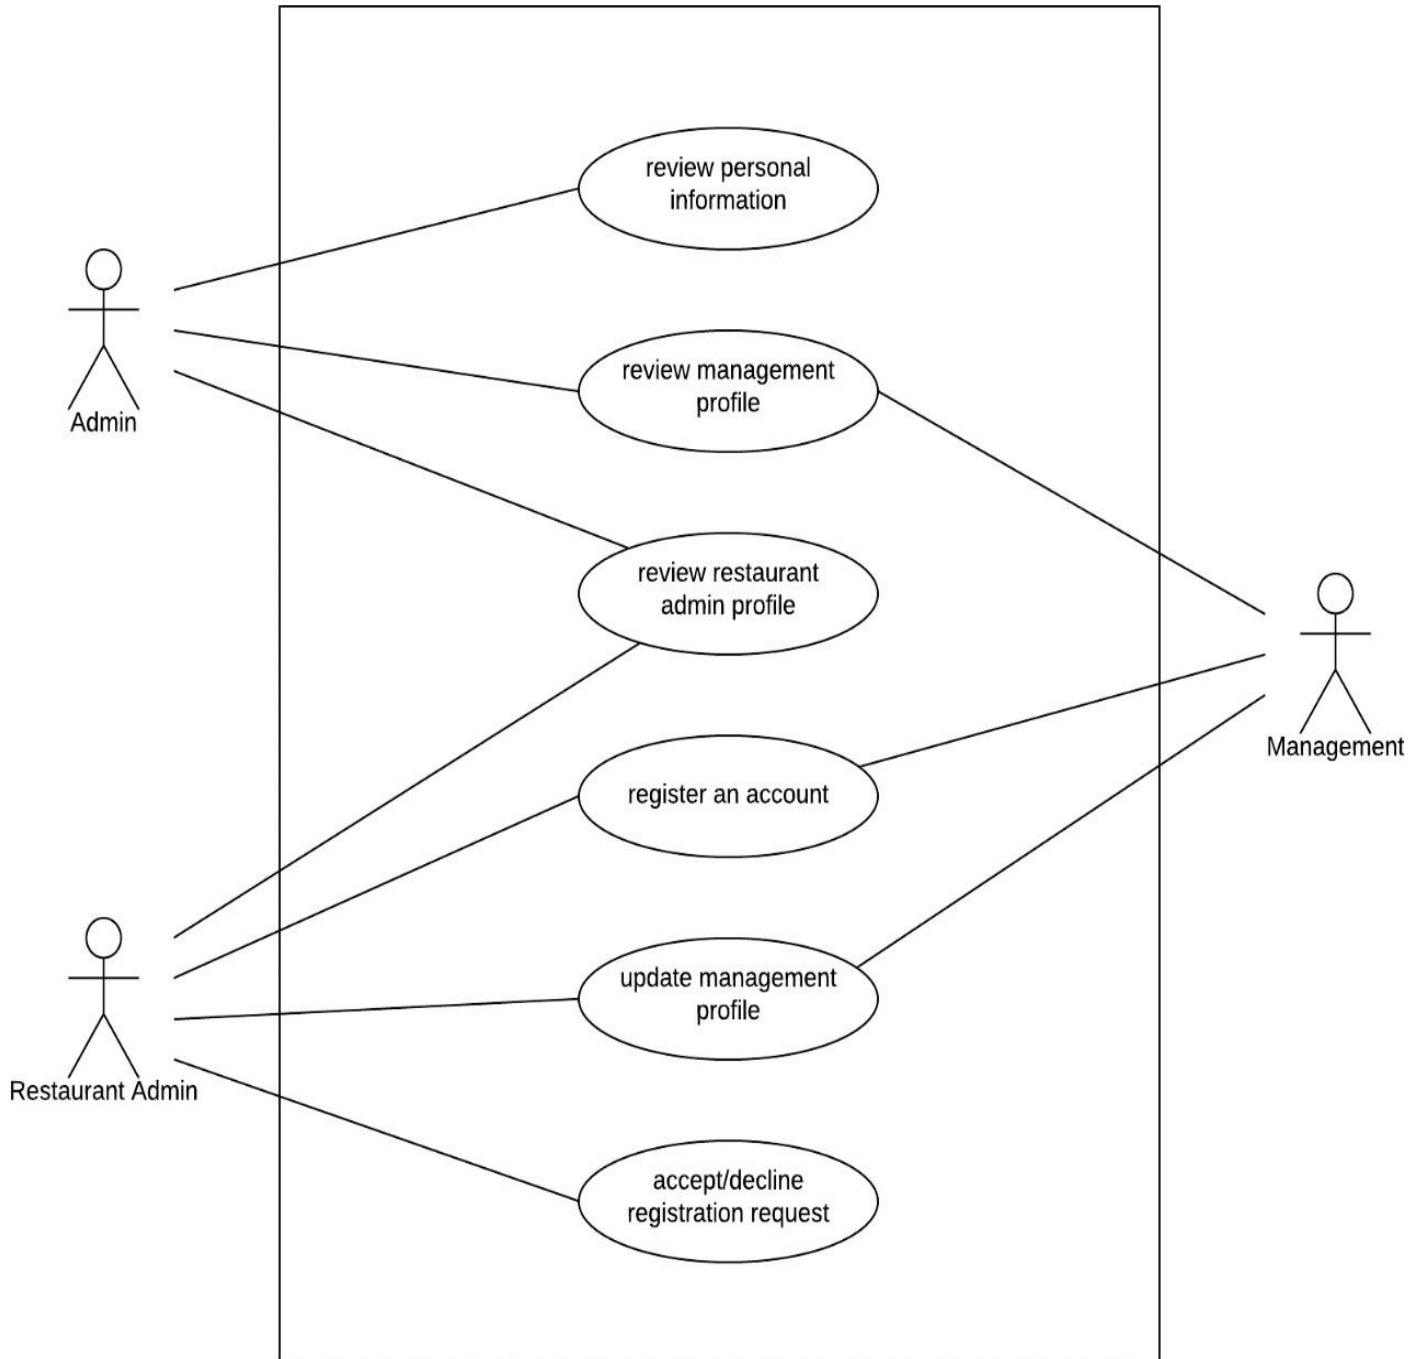 review personal
information
Admin
review management
profile
review restaurant
admin profile
Management
register an account
Restaurant Admin
update management
profile
accept/decline
registration request